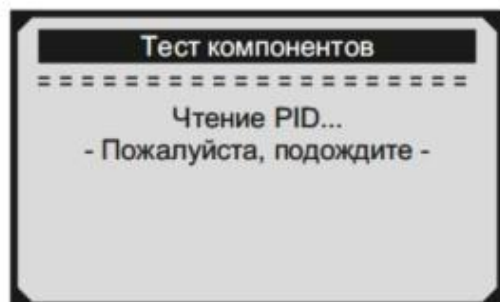 Тест компонентов
= = = = = = = = = = = = = = = = = = = =
Чтение PID...
- Пожалуйста, подождите -